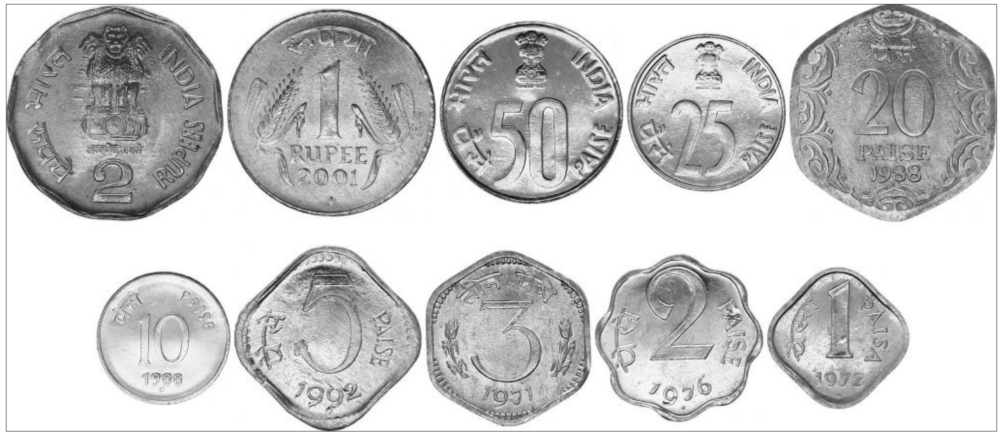 भारत
INDIA
सत्यमेव जयते
रुपये
2
RUPEES
रुपया
1
RUPEE
2001
भारत
INDIA
पैसे
50
PAISE
भारत
INDIA
पैसे
25
PAISE
पैसे
20
PAISE
1988
पैसे
10
PAISE
1988
पैसे
5
PAISE
1992
तीन पैसे
3
1971
पैसे
2
PAISE
1976
पैसा
1
PAISA
1972